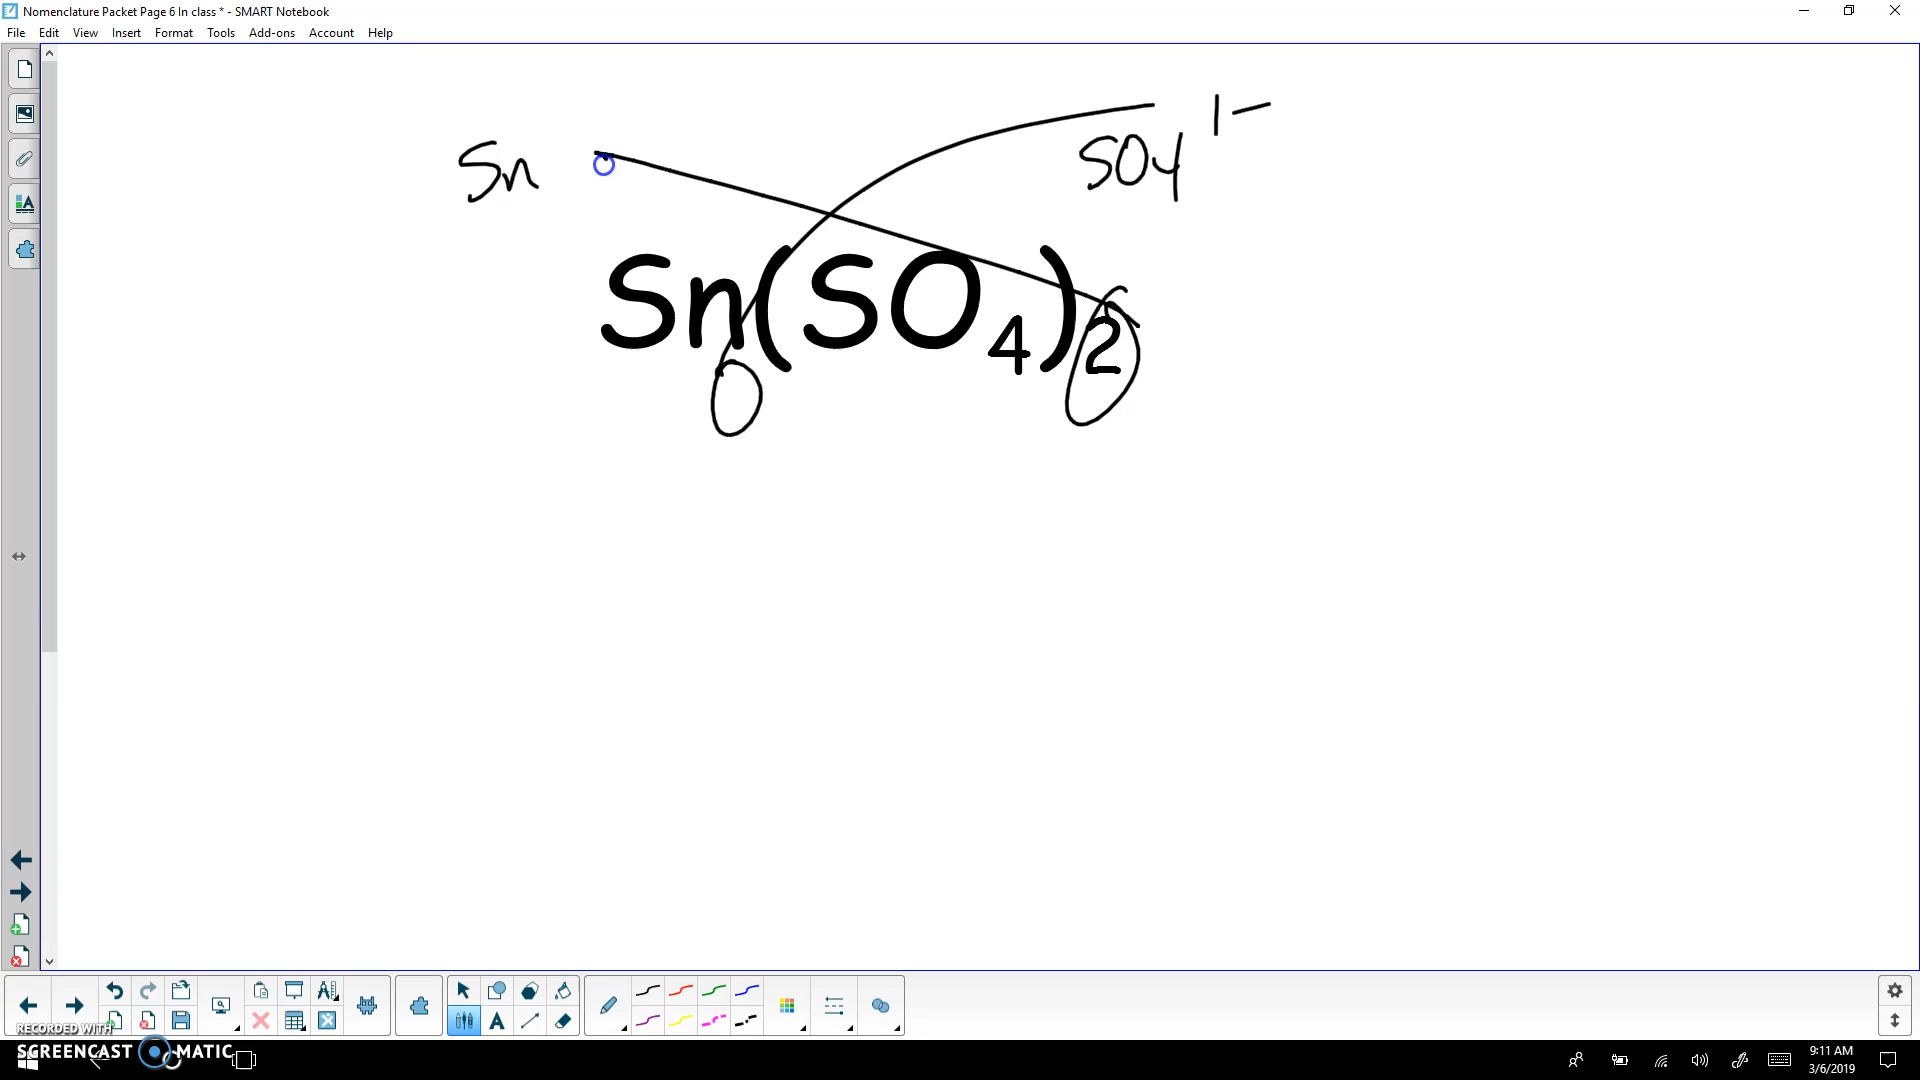 Nomenclature Packet Page 6 In class * - SMART Notebook
File Edit View Insert Format Tools Add-ons Account Help
Sn SO4 1-
Sn(SO₄)₂
RECORDED WITH
SCREENCAST MATIC
9:11 AM
3/6/2019